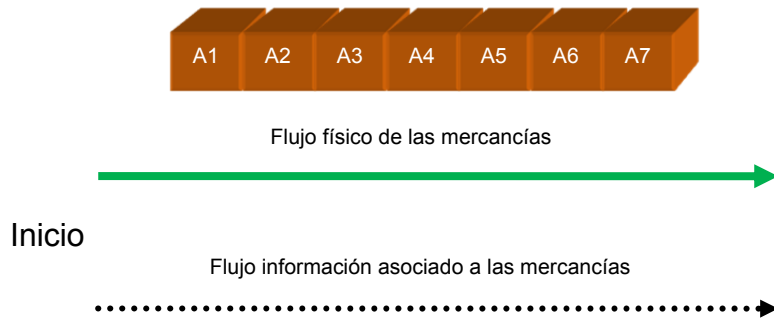 A1 A2 A3 A4 A5 A6 A7
Flujo físico de las mercancías
Inicio
Flujo información asociado a las mercancías